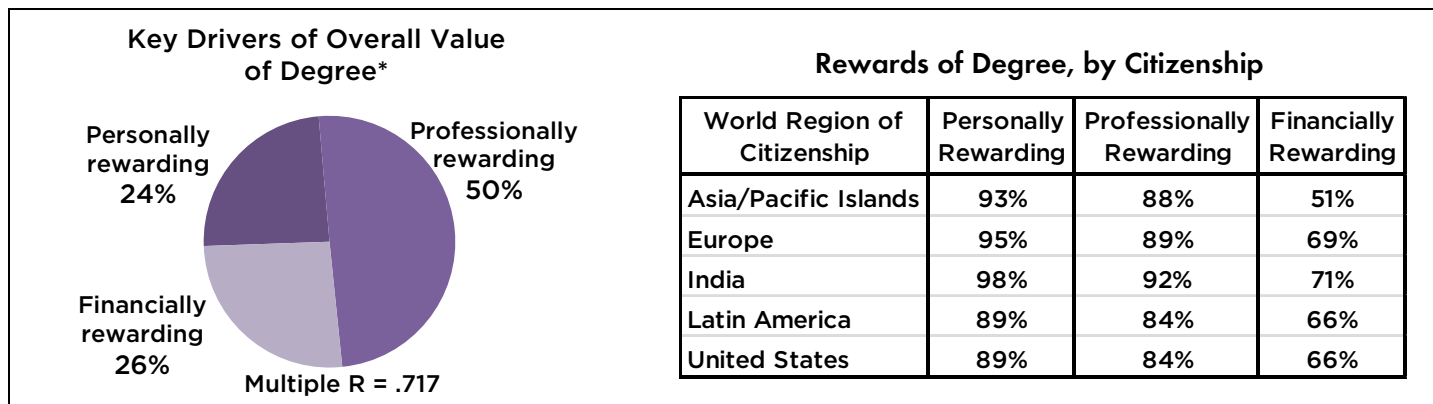 Key Drivers of Overall Value
of Degree*
Personally
rewarding
24%
Professionally
rewarding
50%
Financially
rewarding
26%
Multiple R = .717
Rewards of Degree, by Citizenship
World Region of Citizenship Personally Rewarding Professionally Rewarding Financially Rewarding
Asia/Pacific Islands 93% 88% 51%
Europe 95% 89% 69%
India 98% 92% 71%
Latin America 89% 84% 66%
United States 89% 84% 66%